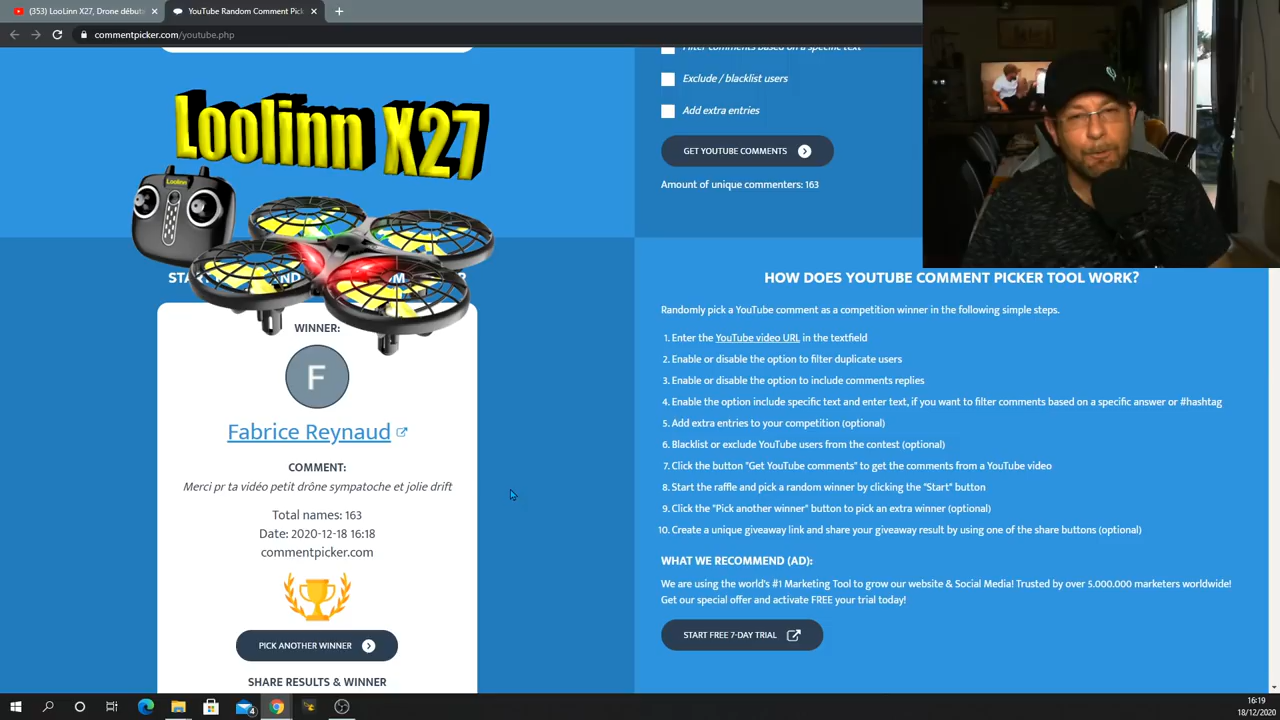 (353) LooLinn X27, Drone débuta
YouTube Random Comment Pick
commentpicker.com/youtube.php
Filter comments based on a specific text
Exclude / blacklist users
Add extra entries
GET YOUTUBE COMMENTS
Amount of unique commenters: 163
Loolinn X27
Loolinn
WINNER:
F
Fabrice Reynaud
COMMENT:
Merci pr ta vidéo petit drône sympatoche et jolie drift
Total names: 163
Date: 2020-12-18 16:18
commentpicker.com
PICK ANOTHER WINNER
SHARE RESULTS & WINNER
HOW DOES YOUTUBE COMMENT PICKER TOOL WORK?
Randomly pick a YouTube comment as a competition winner in the following simple steps.
1. Enter the YouTube video URL in the textfield
2. Enable or disable the option to filter duplicate users
3. Enable or disable the option to include comments replies
4. Enable the option include specific text and enter text, if you want to filter comments based on a specific answer or #hashtag
5. Add extra entries to your competition (optional)
6. Blacklist or exclude YouTube users from the contest (optional)
7. Click the button "Get YouTube comments" to get the comments from a YouTube video
8. Start the raffle and pick a random winner by clicking the "Start" button
9. Click the "Pick another winner" button to pick an extra winner (optional)
10. Create a unique giveaway link and share your giveaway result by using one of the share buttons (optional)
WHAT WE RECOMMEND (AD):
We are using the world's #1 Marketing Tool to grow our website & Social Media! Trusted by over 5.000.000 marketers worldwide!
Get our special offer and activate FREE your trial today!
START FREE 7-DAY TRIAL
4
16:19
18/12/2020